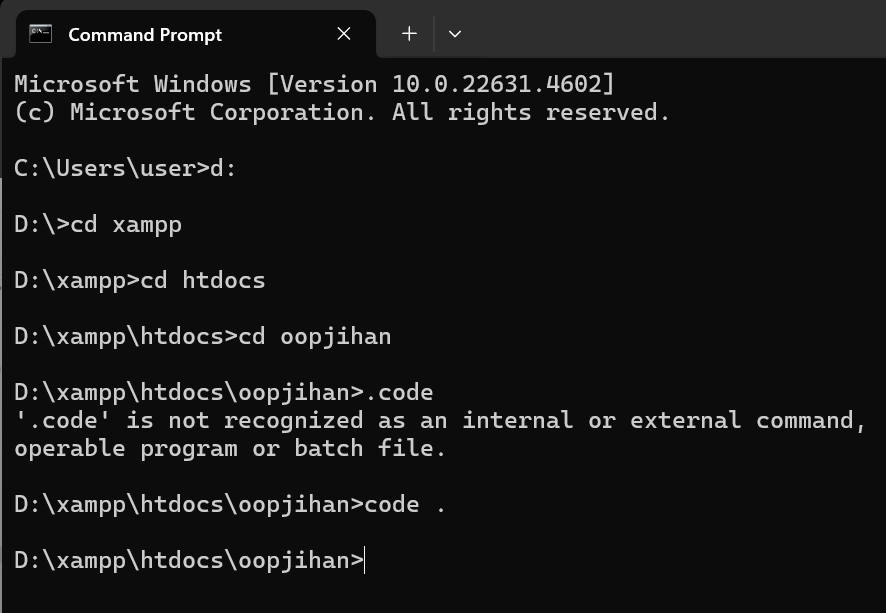 Command Prompt
Microsoft Windows [Version 10.0.22631.4602]
(c) Microsoft Corporation. All rights reserved.
C:\Users\user>d:
D:\>cd xampp
D:\xampp>cd htdocs
D:\xampp\htdocs>cd oopjihan
D:\xampp\htdocs\oopjihan>.code
'.code' is not recognized as an internal or external command,
operable program or batch file.
D:\xampp\htdocs\oopjihan>code .
D:\xampp\htdocs\oopjihan>